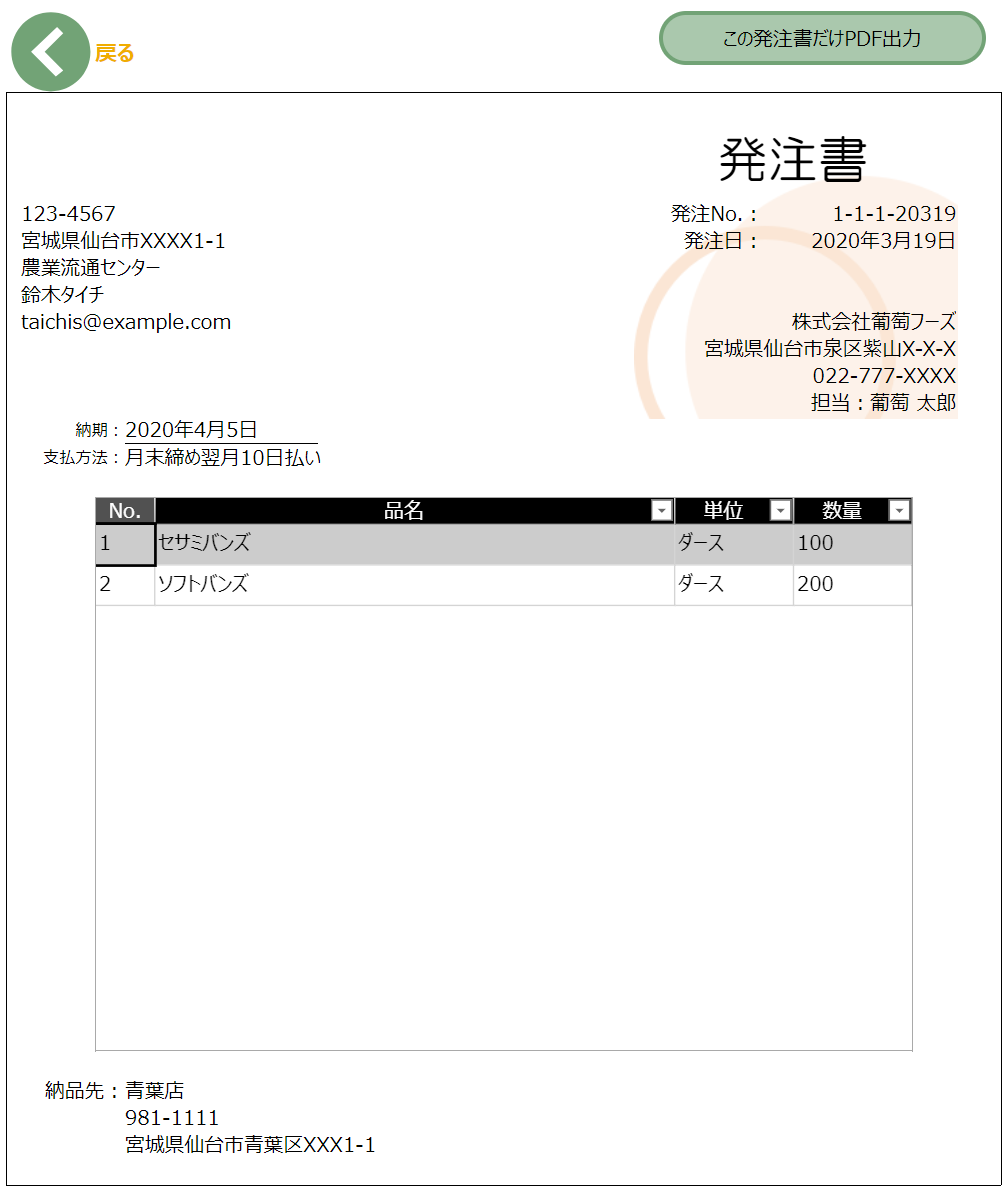 戻る
この発注書だけPDF出力
発注書
123-4567
宮城県仙台市XXXX1-1
農業流通センター
鈴木タイチ
taichis@example.com
発注No.： 1-1-1-20319
発注日： 2020年3月19日
株式会社葡萄フーズ
宮城県仙台市泉区紫山X-X-X
022-777-XXXX
担当：葡萄 太郎
納期：2020年4月5日
支払方法：月末締め翌月10日払い
No. 品名 単位 数量
1 セサミバンズ ダース 100
2 ソフトバンズ ダース 200
納品先：青葉店
981-1111
宮城県仙台市青葉区XXX1-1